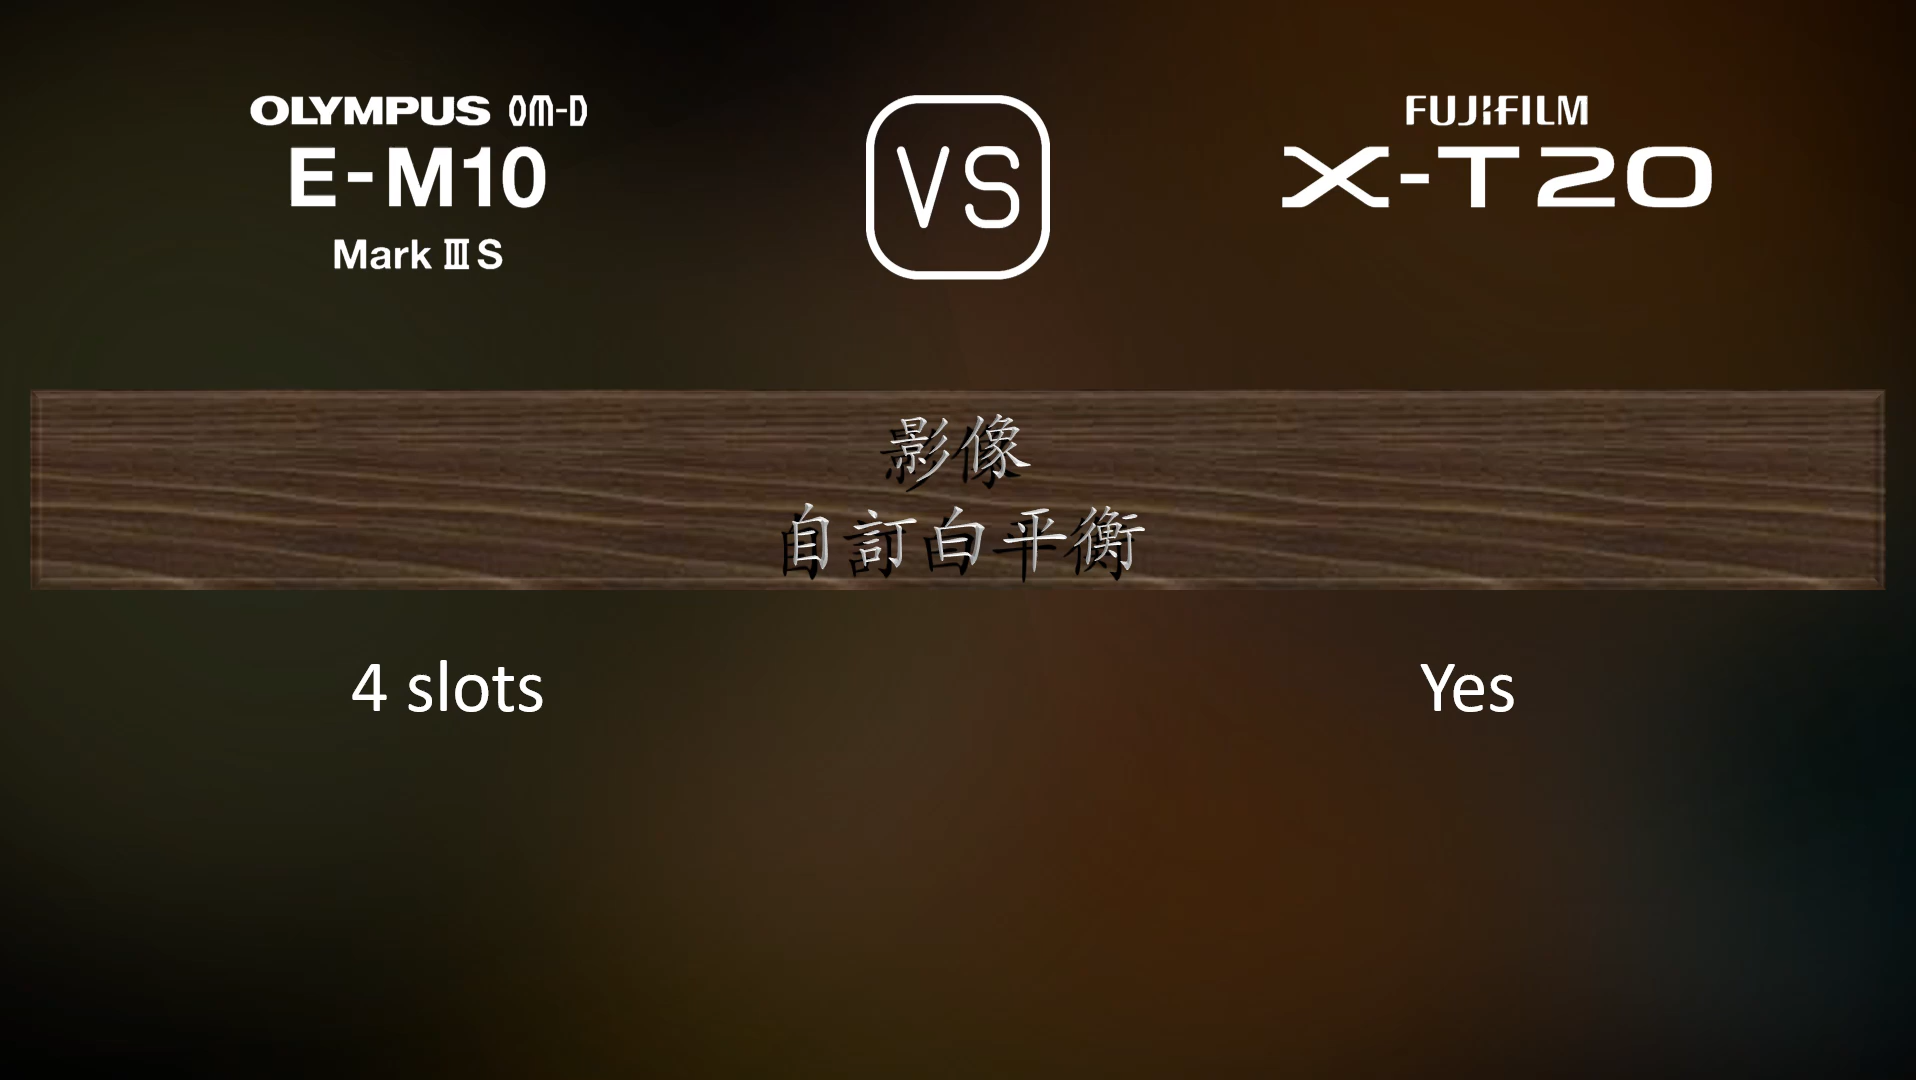 OLYMPUS OM-D
E-M10
Mark III S
VS
FUJIFILM
X-T20
影像
自訂白平衡
4 slots
Yes